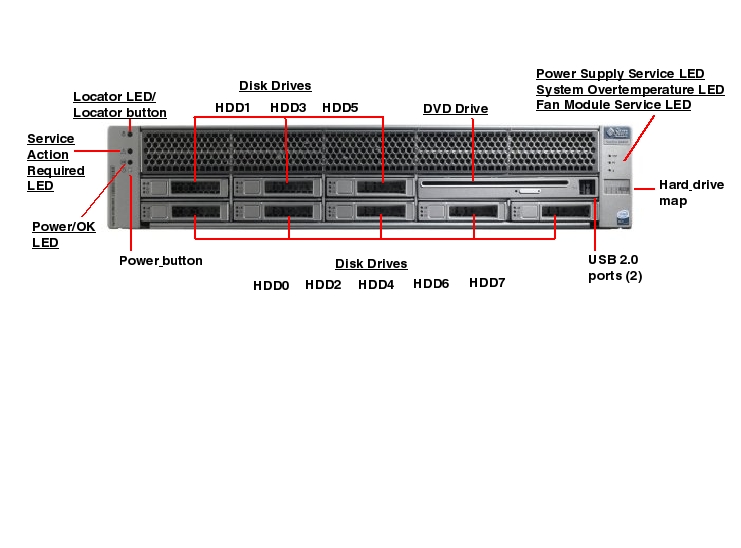 Power Supply Service LED
System Overtemperature LED
Fan Module Service LED
Disk Drives
HDD1 HDD3 HDD5
DVD Drive
Locator LED/
Locator button
Service
Action
Required
LED
Hard drive
map
Power/OK
LED
Power button
USB 2.0
ports (2)
Disk Drives
HDD0 HDD2 HDD4 HDD6 HDD7